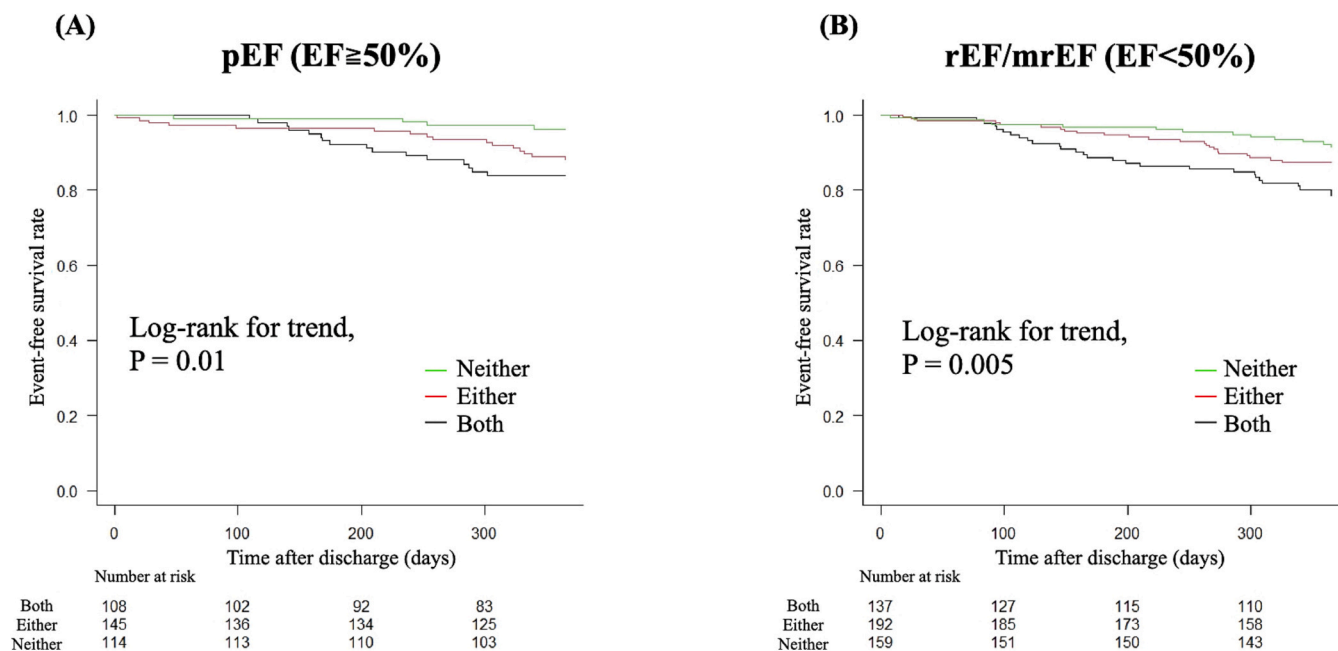 (A)
pEF (EF≧50%)
Event-free survival rate
1.0
0.8
0.6
0.4
0.2
0.0
Log-rank for trend,
P = 0.01
Neither
Either
Both
0 100 200 300
Time after discharge (days)
Number at risk
Both 108 102 92 83
Either 145 136 134 125
Neither 114 113 110 103
(B)
rEF/mrEF (EF<50%)
Event-free survival rate
1.0
0.8
0.6
0.4
0.2
0.0
Log-rank for trend,
P = 0.005
Neither
Either
Both
0 100 200 300
Time after discharge (days)
Number at risk
Both 137 127 115 110
Either 192 185 173 158
Neither 159 151 150 143